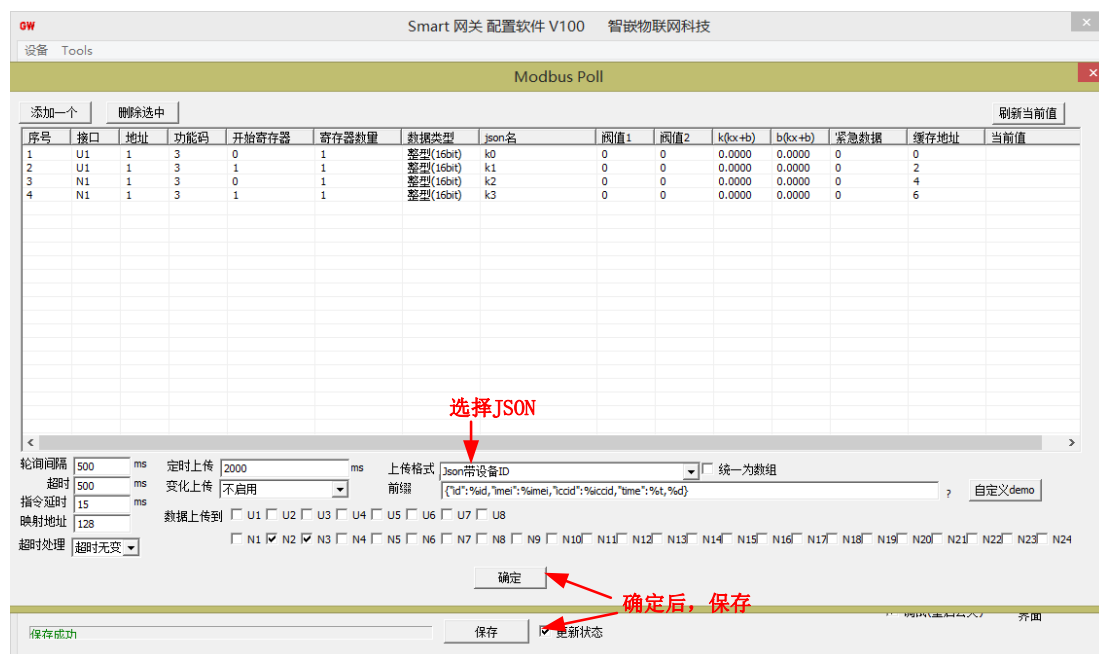 GW Smart 网关 配置软件 V100 智嵌物联网科技
设备 Tools
Modbus Poll
添加一个 删除选中 刷新当前值
序号 接口 地址 功能码 开始寄存器 寄存器数量 数据类型 json名 阀值1 阀值2 k(kx+b) b(kx+b) 紧急数据 缓存地址 当前值
1 U1 1 3 0 1 整型(16bit) k0 0 0 0.0000 0.0000 0 0
2 U1 1 3 1 1 整型(16bit) k1 0 0 0.0000 0.0000 0 2
3 N1 1 3 0 1 整型(16bit) k2 0 0 0.0000 0.0000 0 4
4 N1 1 3 1 1 整型(16bit) k3 0 0 0.0000 0.0000 0 6
选择JSON
轮询间隔 500 ms 定时上传 2000 ms 上传格式 Json带设备ID 统一为数组
超时 500 ms 变化上传 不启用 前缀 {"id":%id,"imei":%imei,"iccid":%iccid,"time":%t,%d} ? 自定义demo
指令延时 15 ms
映射地址 128 数据上传到 U1 U2 U3 U4 U5 U6 U7 U8
超时处理 超时无变 N1 N2 N3 N4 N5 N6 N7 N8 N9 N10 N11 N12 N13 N14 N15 N16 N17 N18 N19 N20 N21 N22 N23 N24
确定
确定后，保存
界面
保存成功 保存 更新状态